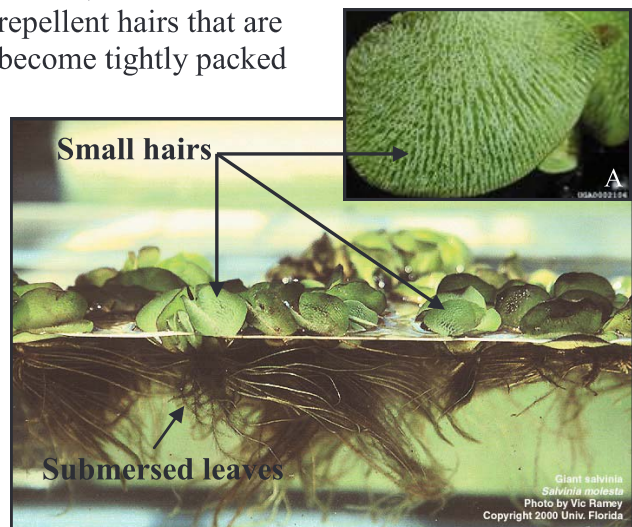 repellent hairs that are
become tightly packed
Small hairs
A
UGA0002104
Submersed leaves
Giant salvinia
Salvinia molesta
Photo by Vic Ramey
Copyright 2000 Univ. Florida